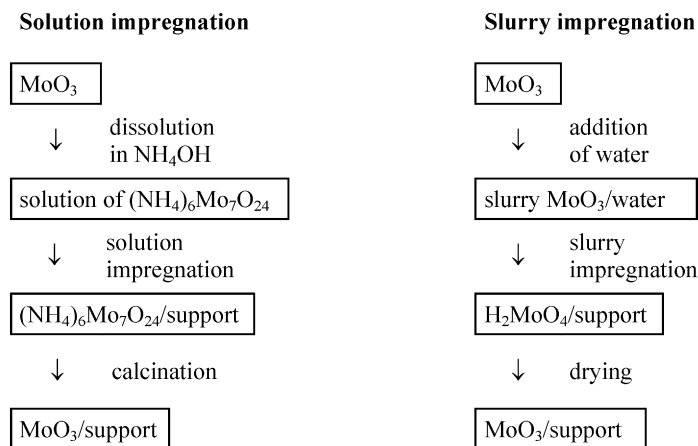 Solution impregnation
MoO₃
↓ dissolution
in NH₄OH
solution of (NH₄)₆Mo₇O₂₄
↓ solution
impregnation
(NH₄)₆Mo₇O₂₄/support
↓ calcination
MoO₃/support
Slurry impregnation
MoO₃
↓ addition
of water
slurry MoO₃/water
↓ slurry
impregnation
H₂MoO₄/support
↓ drying
MoO₃/support